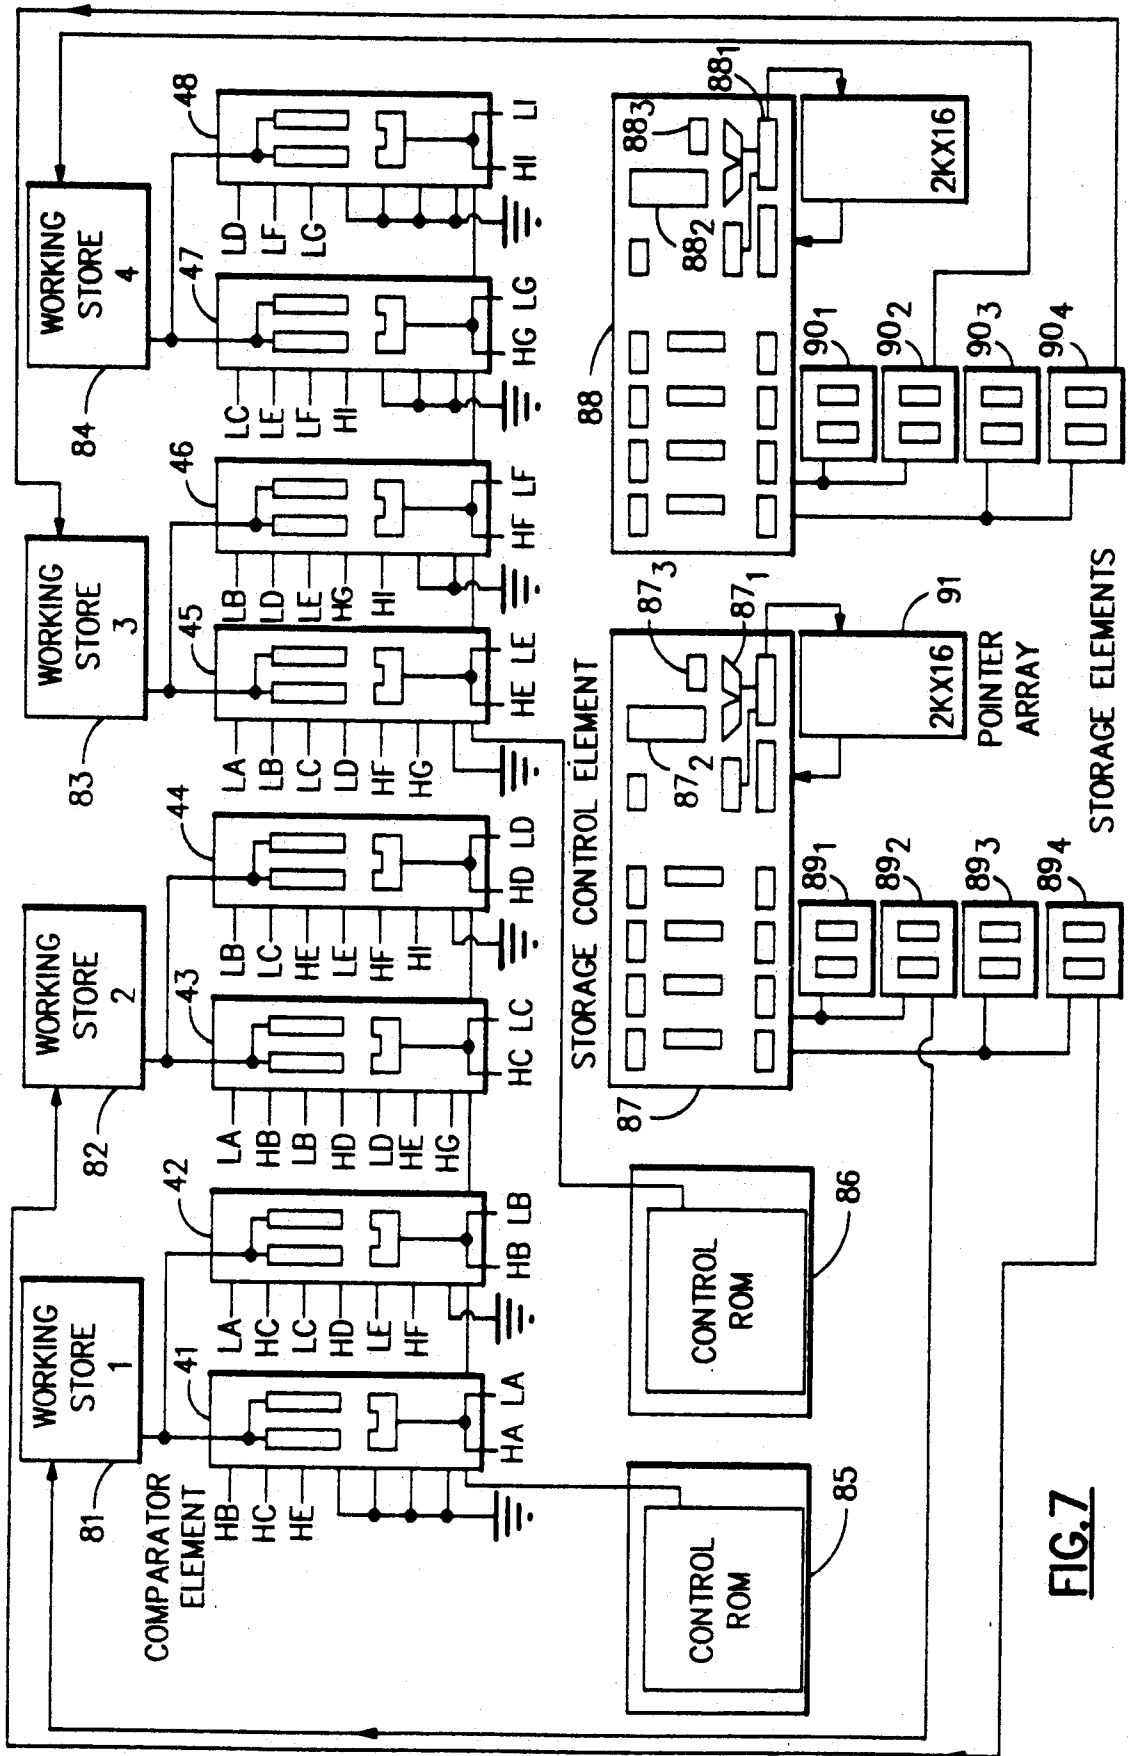 WORKING
STORE
1
81
WORKING
STORE
2
82
WORKING
STORE
3
83
WORKING
STORE
4
84
COMPARATOR
ELEMENT
41
HB
HC
HE
HA
LA
42
LA
HC
LC
HD
LE
HF
HB
LB
43
LA
HB
LB
HD
LD
HE
HG
HC
LC
44
LB
LC
HE
LE
HF
HI
HD
LD
45
LA
LB
LC
LD
HF
HG
HE
LE
46
LB
LD
LE
HG
HI
HF
LF
47
LC
LE
LF
HI
HG
LG
48
LD
LF
LG
HI
LI
CONTROL
ROM
85
CONTROL
ROM
86
STORAGE CONTROL ELEMENT
87
87₂
87₃
87₁
88
88₂
88₃
88₁
2KX16
91
POINTER
ARRAY
2KX16
89₁
89₂
89₃
89₄
90₁
90₂
90₃
90₄
STORAGE ELEMENTS
FIG.7